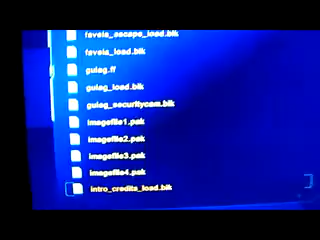 favela_escape_load.bik
favela_load.bik
gulag.ff
gulag_load.bik
gulag_securitycam.bik
imagefile1.pak
imagefile2.pak
imagefile3.pak
imagefile4.pak
intro_credits_load.bik